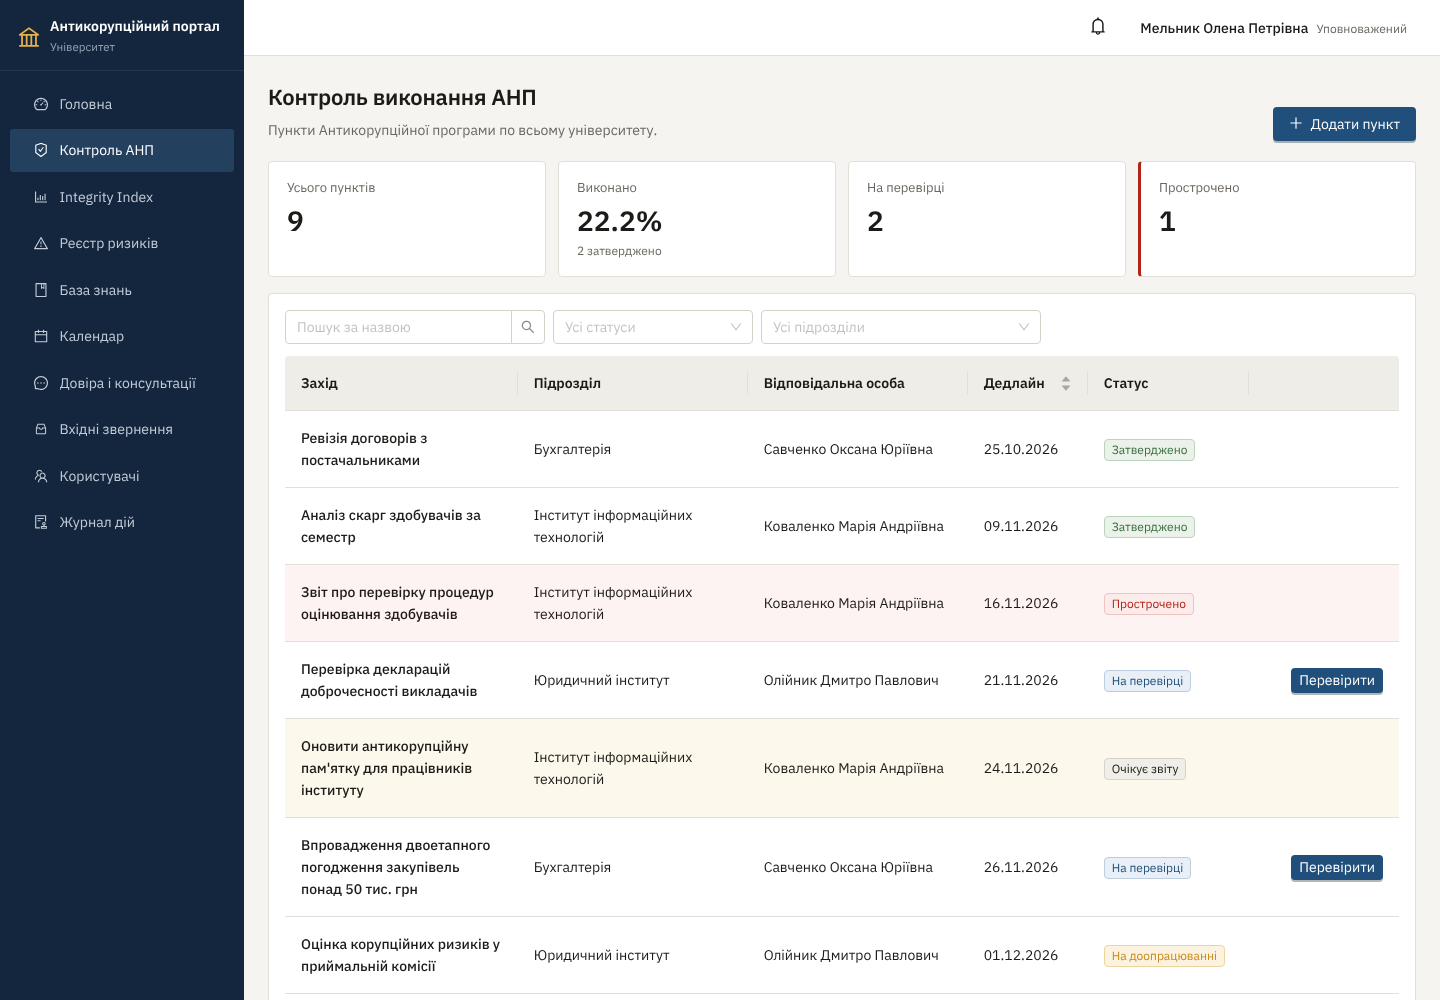 Антикорупційний портал
Університет
Головна
Контроль АНП
Integrity Index
Реєстр ризиків
База знань
Календар
Довіра і консультації
Вхідні звернення
Користувачі
Журнал дій
Мельник Олена Петрівна Уповноважений
Контроль виконання АНП
Пункти Антикорупційної програми по всьому університету.
Додати пункт
Усього пунктів
9
Виконано
22.2%
2 затверджено
На перевірці
2
Прострочено
1
Пошук за назвою
Усі статуси
Усі підрозділи
Захід
Підрозділ
Відповідальна особа
Дедлайн
Статус
Ревізія договорів з
постачальниками
Бухгалтерія
Савченко Оксана Юріївна
25.10.2026
Затверджено
Аналіз скарг здобувачів за
семестр
Інститут інформаційних
технологій
Коваленко Марія Андріївна
09.11.2026
Затверджено
Звіт про перевірку процедур
оцінювання здобувачів
Інститут інформаційних
технологій
Коваленко Марія Андріївна
16.11.2026
Прострочено
Перевірка декларацій
доброчесності викладачів
Юридичний інститут
Олійник Дмитро Павлович
21.11.2026
На перевірці
Перевірити
Оновити антикорупційну
пам'ятку для працівників
інституту
Інститут інформаційних
технологій
Коваленко Марія Андріївна
24.11.2026
Очікує звіту
Впровадження двоетапного
погодження закупівель
понад 50 тис. грн
Бухгалтерія
Савченко Оксана Юріївна
26.11.2026
На перевірці
Перевірити
Оцінка корупційних ризиків у
приймальній комісії
Юридичний інститут
Олійник Дмитро Павлович
01.12.2026
На доопрацюванні